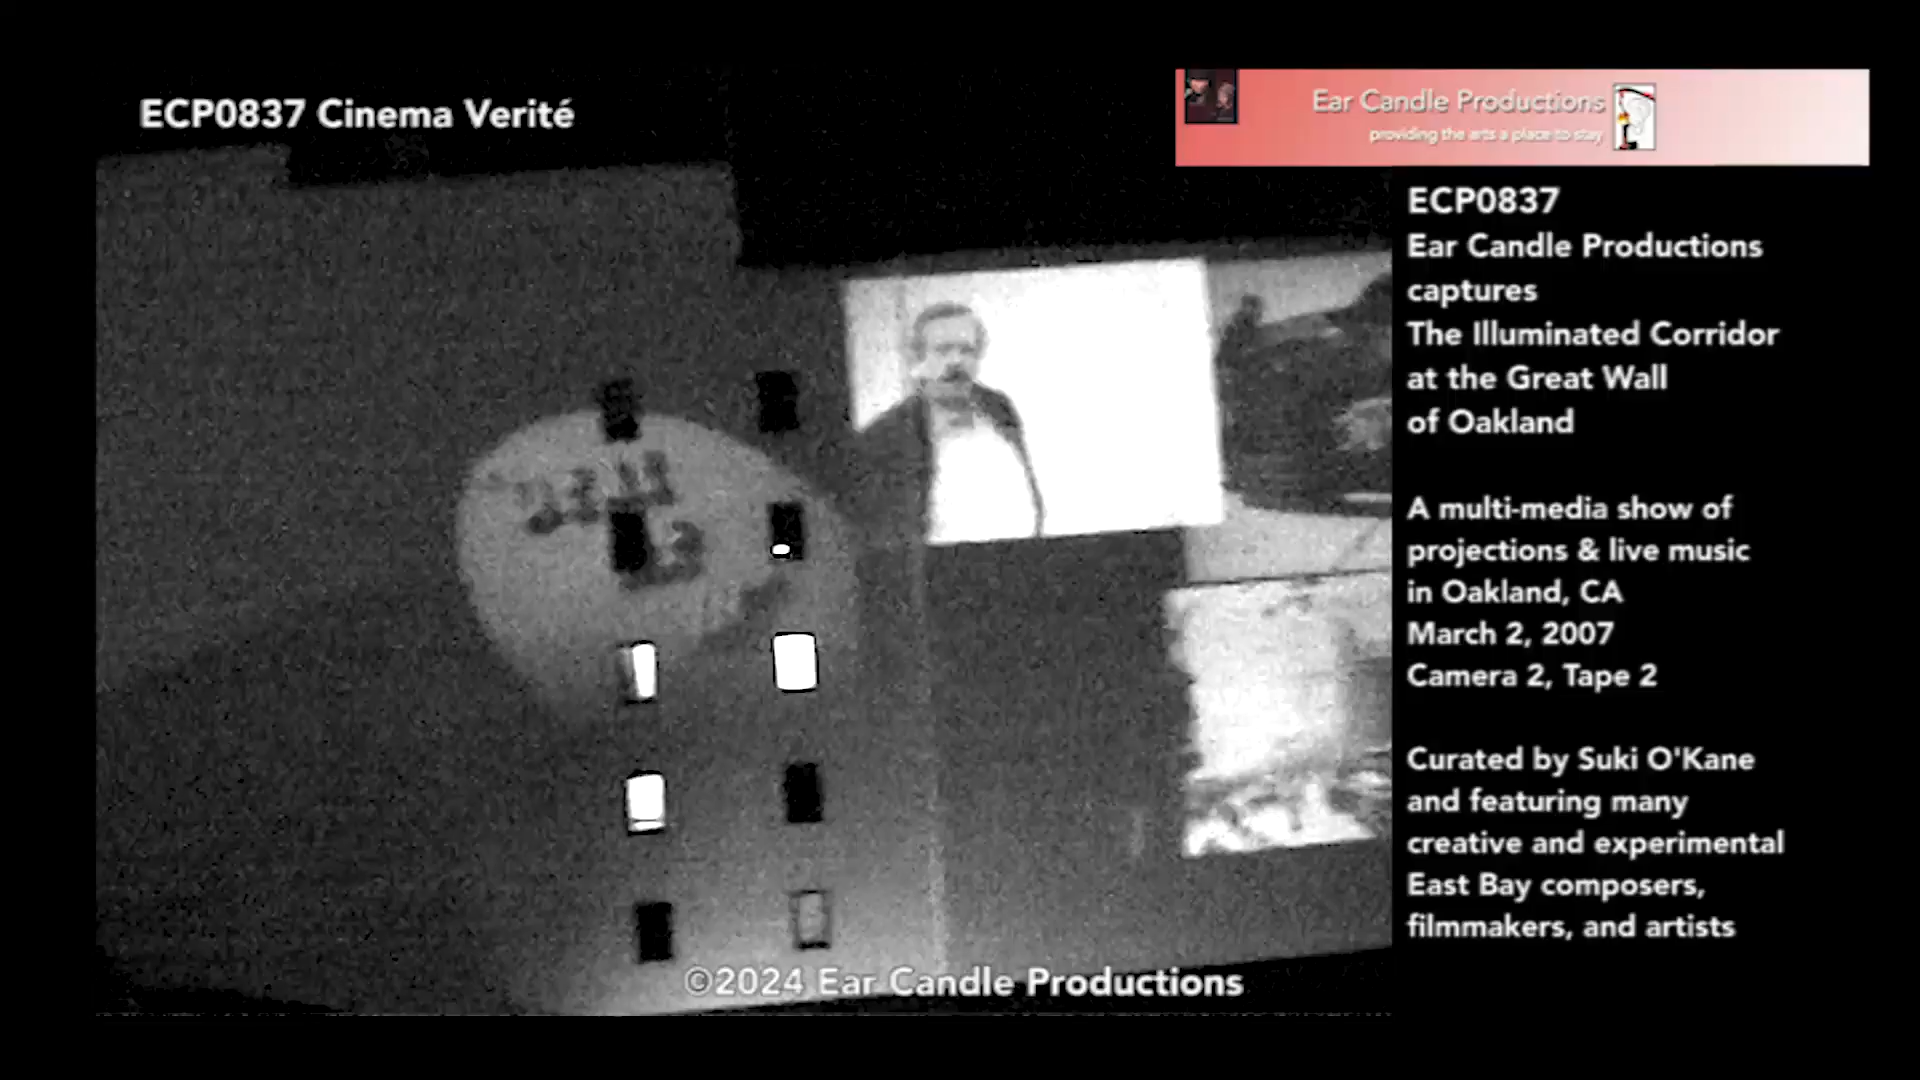 ECP0837 Cinema Verité
Ear Candle Productions
providing the arts a place to stay
ECP0837
Ear Candle Productions
captures
The Illuminated Corridor
at the Great Wall
of Oakland
A multi-media show of
projections & live music
in Oakland, CA
March 2, 2007
Camera 2, Tape 2
Curated by Suki O'Kane
and featuring many
creative and experimental
East Bay composers,
filmmakers, and artists
©2024 Ear Candle Productions